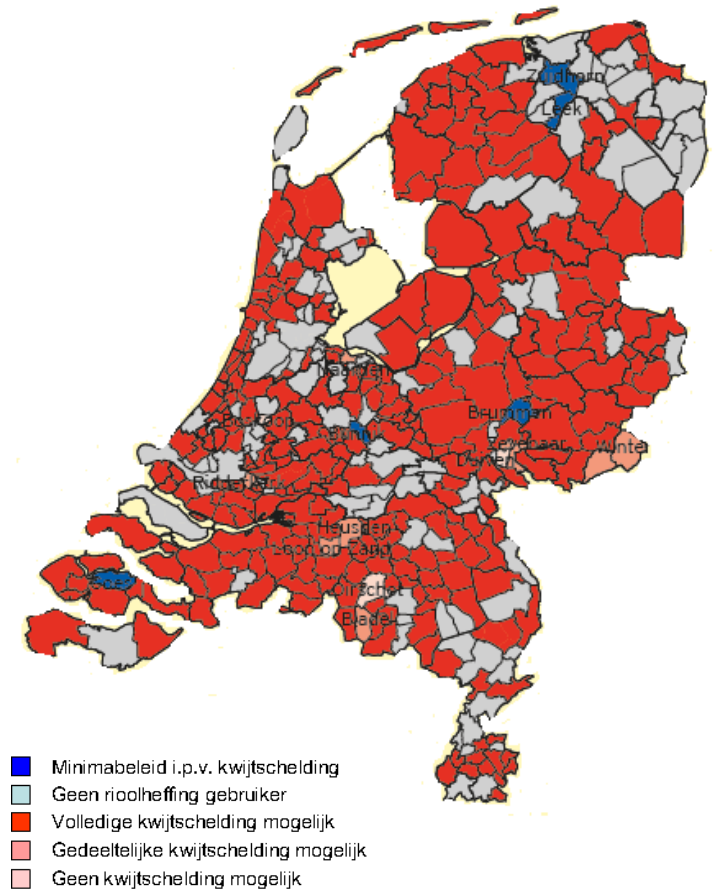 Zuidhorn
Leek
Naarden
Brummen
Boskoop
Bunnik
Zevenaar
Duiven
Ridderkerk
Heusden
Loon op Zand
Oirschot
Bladel
Minimabeleid i.p.v. kwijtschelding
Geen rioolheffing gebruiker
Volledige kwijtschelding mogelijk
Gedeeltelijke kwijtschelding mogelijk
Geen kwijtschelding mogelijk